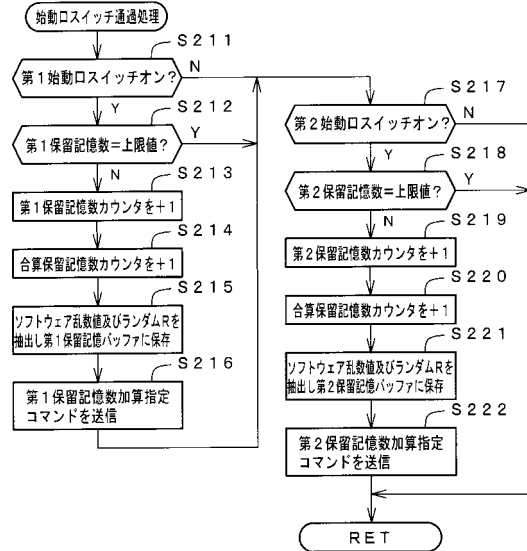 始動口スイッチ通過処理
S211
第1始動口スイッチオン?
N
Y
S212
第1保留記憶数=上限値?
Y
N
S213
第1保留記憶数カウンタを+1
S214
合算保留記憶数カウンタを+1
S215
ソフトウェア乱数値及びランダムRを
抽出し第1保留記憶バッファに保存
S216
第1保留記憶数加算指定
コマンドを送信
S217
第2始動口スイッチオン?
N
Y
S218
第2保留記憶数=上限値?
Y
N
S219
第2保留記憶数カウンタを+1
S220
合算保留記憶数カウンタを+1
S221
ソフトウェア乱数値及びランダムRを
抽出し第2保留記憶バッファに保存
S222
第2保留記憶数加算指定
コマンドを送信
RET